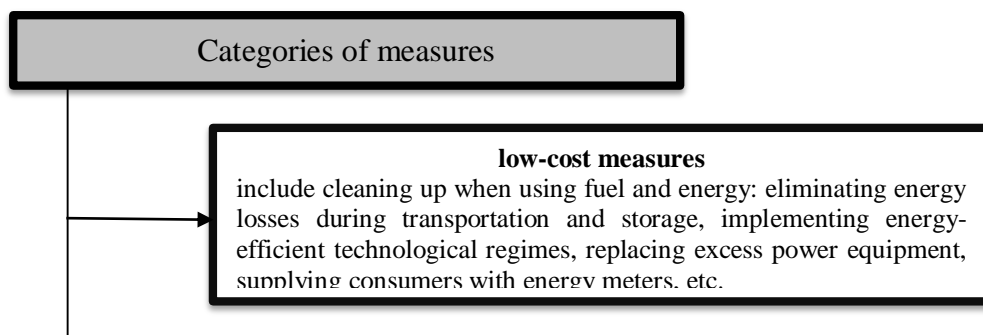 Categories of measures
low-cost measures
include cleaning up when using fuel and energy: eliminating energy
losses during transportation and storage, implementing energy-
efficient technological regimes, replacing excess power equipment,
supplying consumers with energy meters, etc.